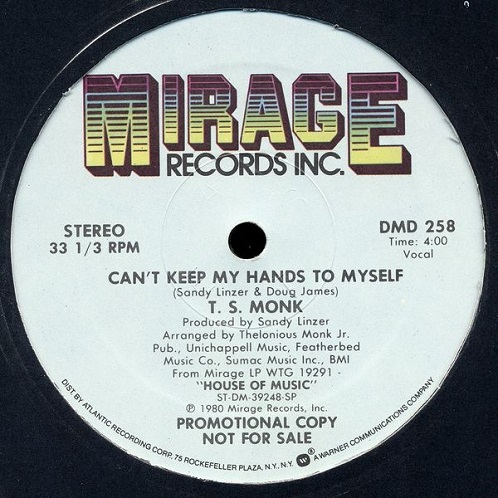 MIRAGE
RECORDS INC.
STEREO
33 1/3 RPM
DMD 258
Time: 4:00
Vocal
CAN'T KEEP MY HANDS TO MYSELF
(Sandy Linzer & Doug James)
T. S. MONK
Produced by Sandy Linzer
Arranged by Thelonious Monk Jr.
Pub., Unichappell Music, Featherbed
Music Co., Sumac Music Inc., BMI
From Mirage LP WTG 19291 -
"HOUSE OF MUSIC"
ST-DM-39248-SP
℗ 1980 Mirage Records, Inc.
PROMOTIONAL COPY
NOT FOR SALE
DIST BY ATLANTIC RECORDING CORP. 75 ROCKEFELLER PLAZA, N.Y. N.Y. W ® A WARNER COMMUNICATIONS COMPANY